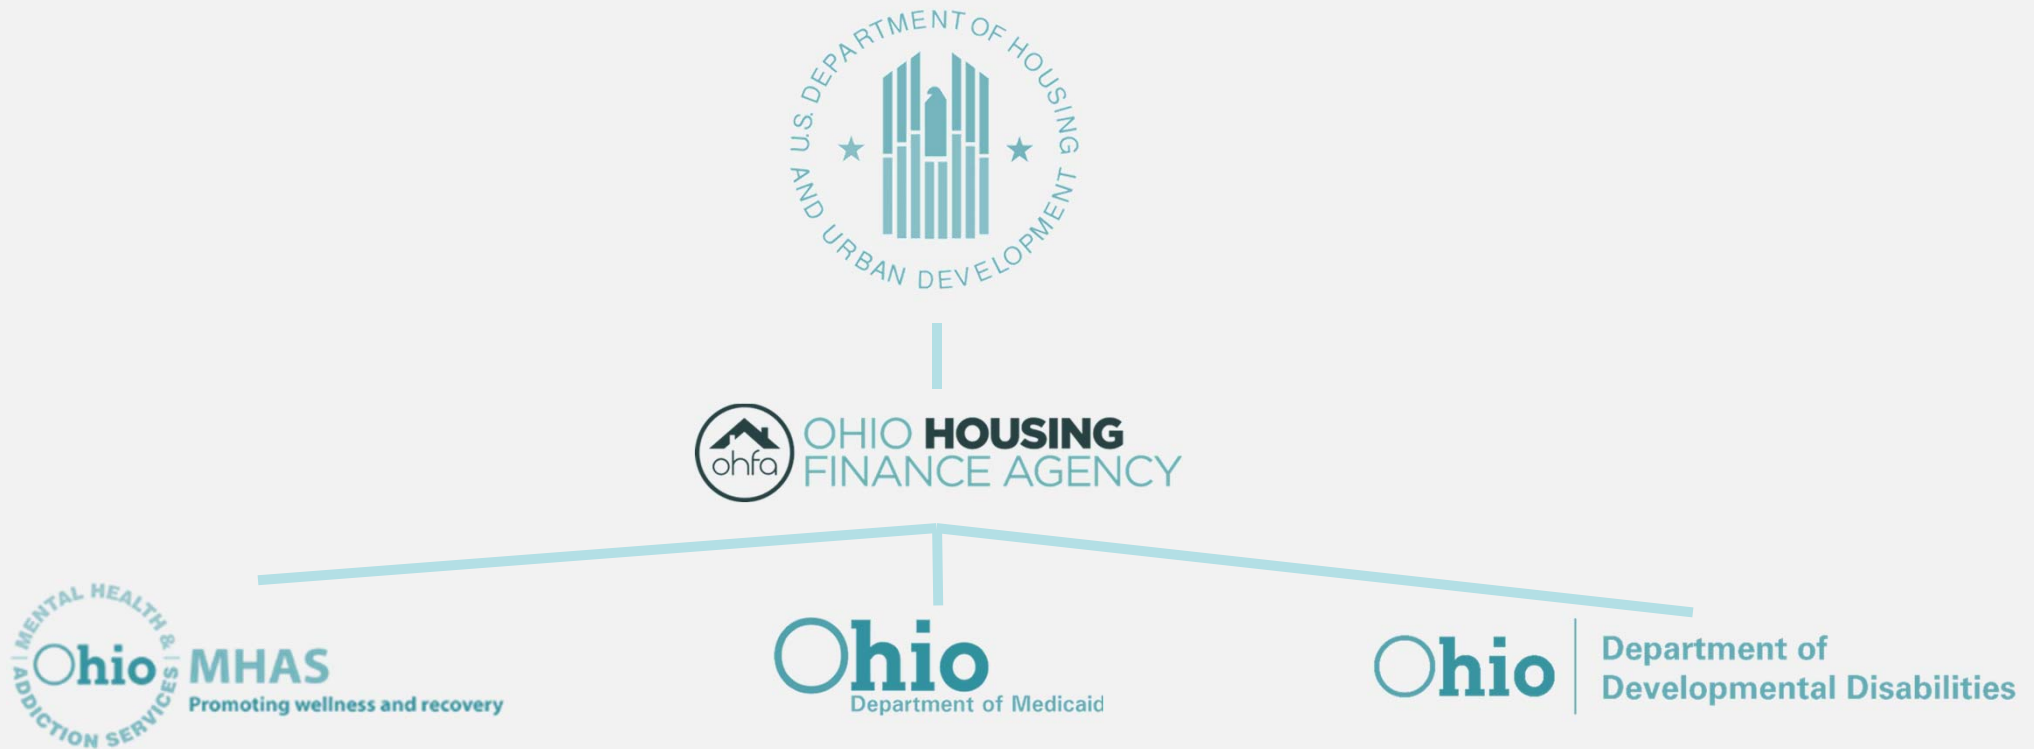 U.S. DEPARTMENT OF HOUSING
AND URBAN DEVELOPMENT
ohfa
OHIO HOUSING
FINANCE AGENCY
MENTAL HEALTH &
ADDICTION SERVICES
Ohio
MHAS
Promoting wellness and recovery
Ohio
Department of Medicaid
Ohio
Department of
Developmental Disabilities